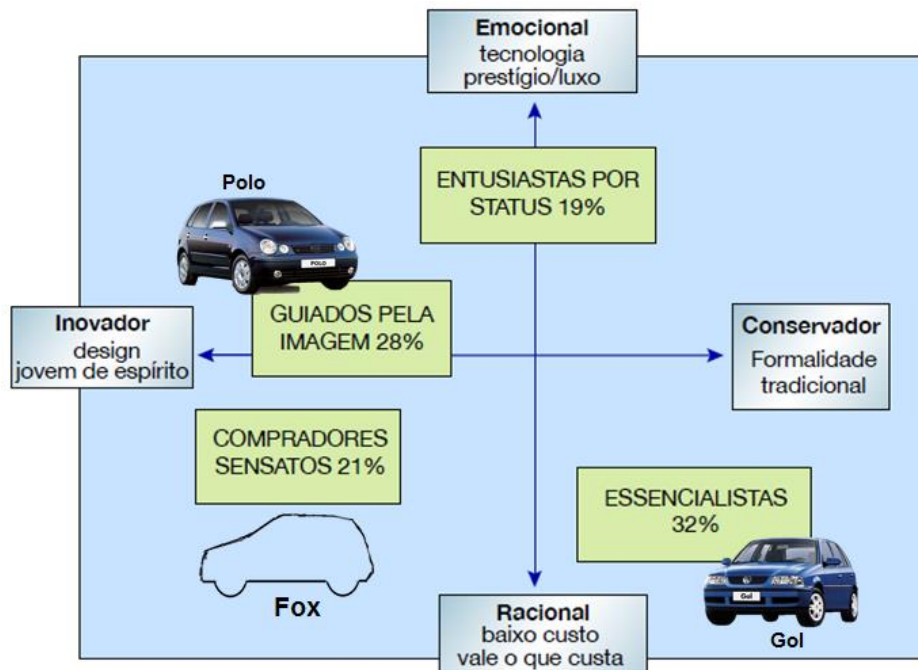 Emocional
tecnologia
prestígio/luxo
Polo
ENTUSIASTAS POR
STATUS 19%
POLO
GUIADOS PELA
IMAGEM 28%
Inovador
design
jovem de espírito
Conservador
Formalidade
tradicional
COMPRADORES
SENSATOS 21%
ESSENCIALISTAS
32%
Fox
Gol
Gol
Racional
baixo custo
vale o que custa